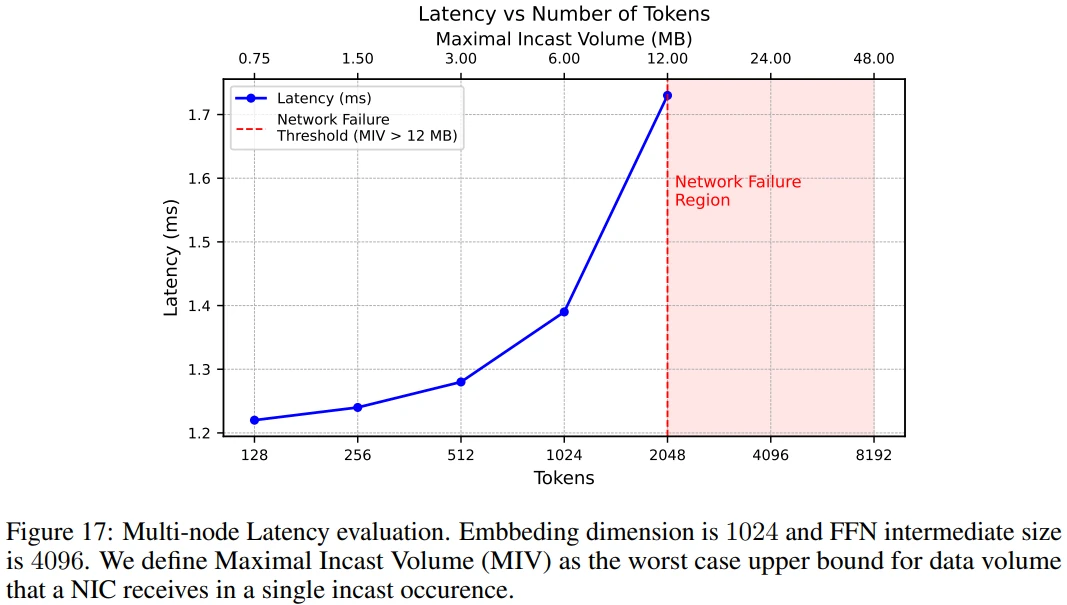 Latency vs Number of Tokens
Maximal Incast Volume (MB)
0.75 1.50 3.00 6.00 12.00 24.00 48.00
Latency (ms)
Network Failure
Threshold (MIV > 12 MB)
1.7
1.6
1.5
1.4
1.3
1.2
Latency (ms)
Network Failure
Region
128 256 512 1024 2048 4096 8192
Tokens
Figure 17: Multi-node Latency evaluation. Embbeding dimension is 1024 and FFN intermediate size
is 4096. We define Maximal Incast Volume (MIV) as the worst case upper bound for data volume
that a NIC receives in a single incast occurence.